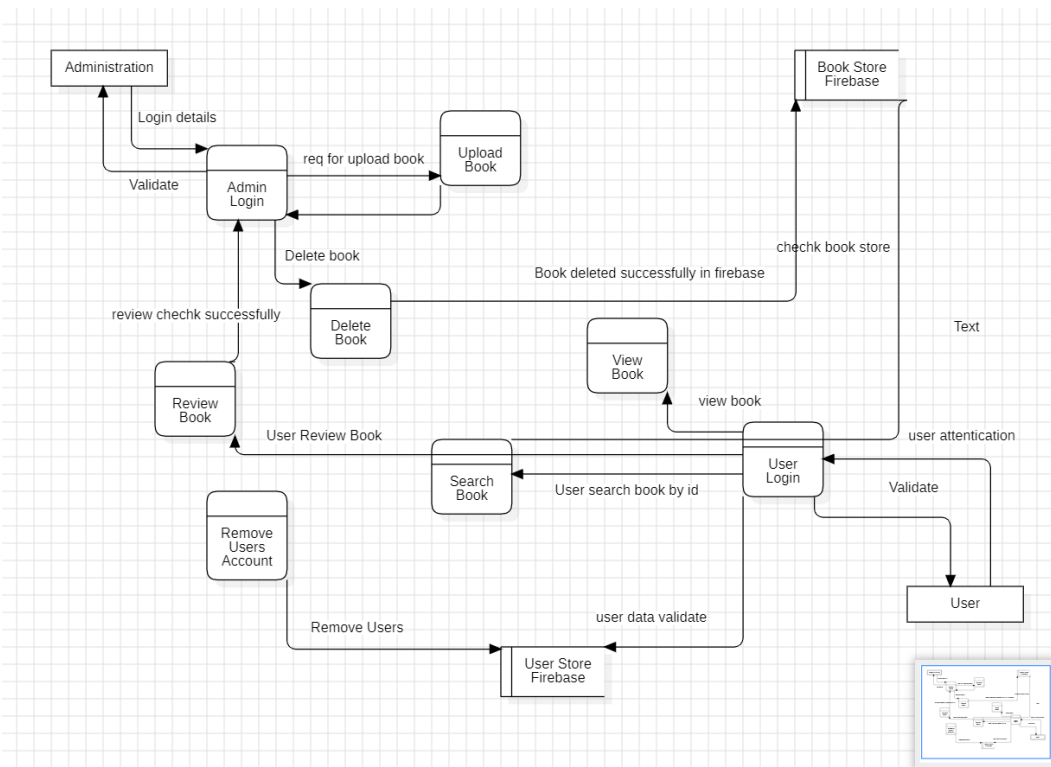 Administration
Book Store
Firebase
Login details
req for upload book
Upload
Book
Validate
Admin
Login
chechk book store
Delete book
Book deleted successfully in firebase
review chechk successfully
Delete
Book
Text
View
Book
Review
Book
view book
User Review Book
user attentication
User
Login
Search
Book
User search book by id
Validate
Remove
Users
Account
User
user data validate
Remove Users
User Store
Firebase